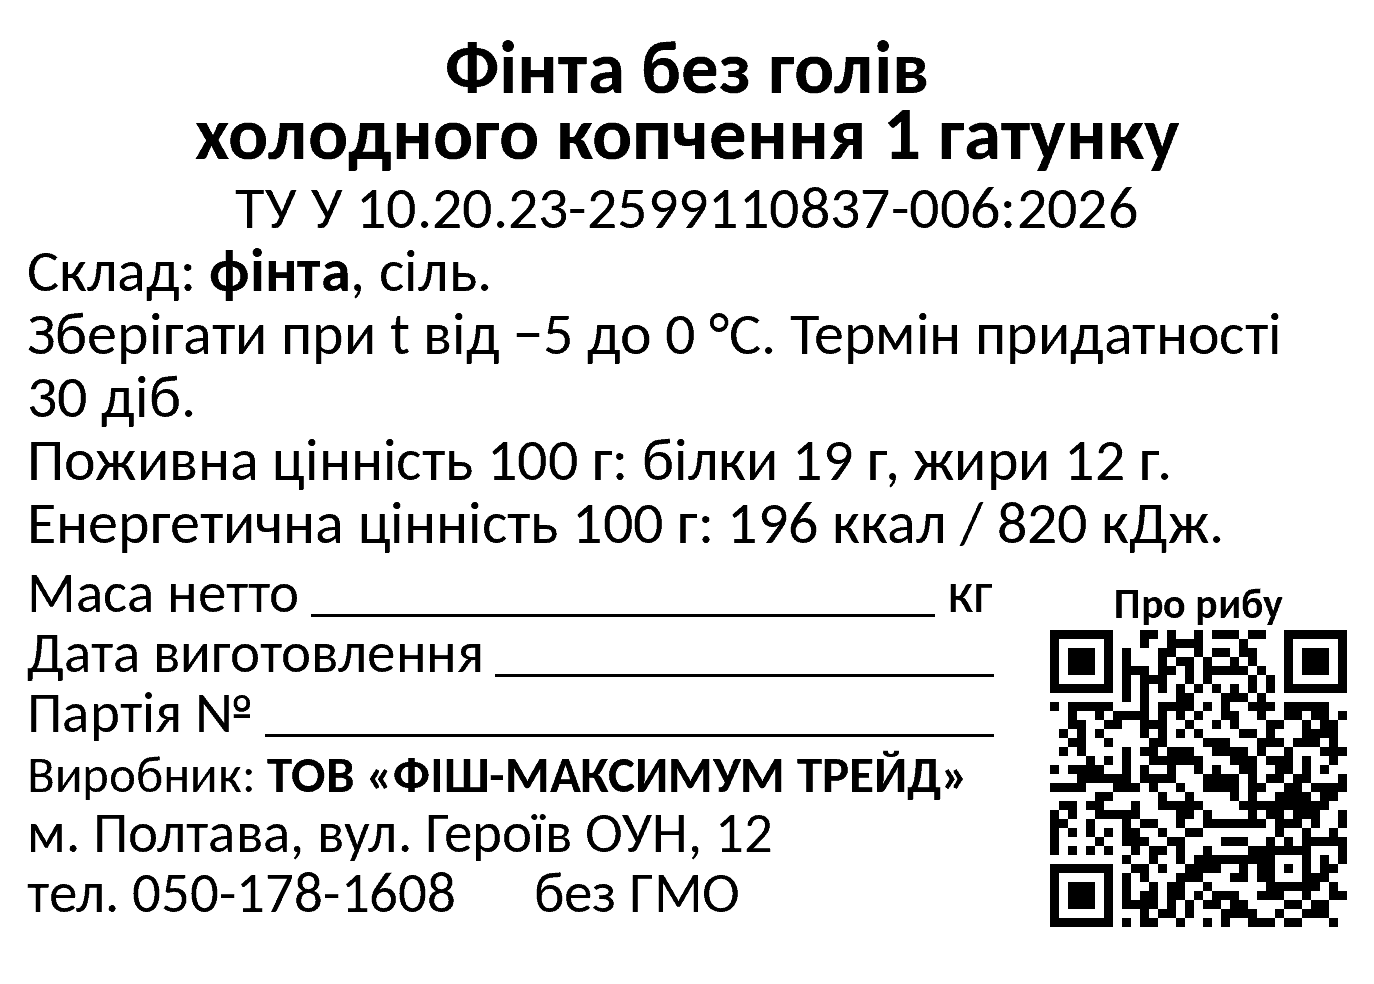 Фінта без голів
холодного копчення 1 гатунку
ТУ У 10.20.23-2599110837-006:2026
Склад: фінта, сіль.
Зберігати при t від −5 до 0 °С. Термін придатності
30 діб.
Поживна цінність 100 г: білки 19 г, жири 12 г.
Енергетична цінність 100 г: 196 ккал / 820 кДж.
Маса нетто ____________________ кг
Дата виготовлення ________________
Партія № ________________________
Про рибу
Виробник: ТОВ «ФІШ-МАКСИМУМ ТРЕЙД»
м. Полтава, вул. Героїв ОУН, 12
тел. 050-178-1608 без ГМО